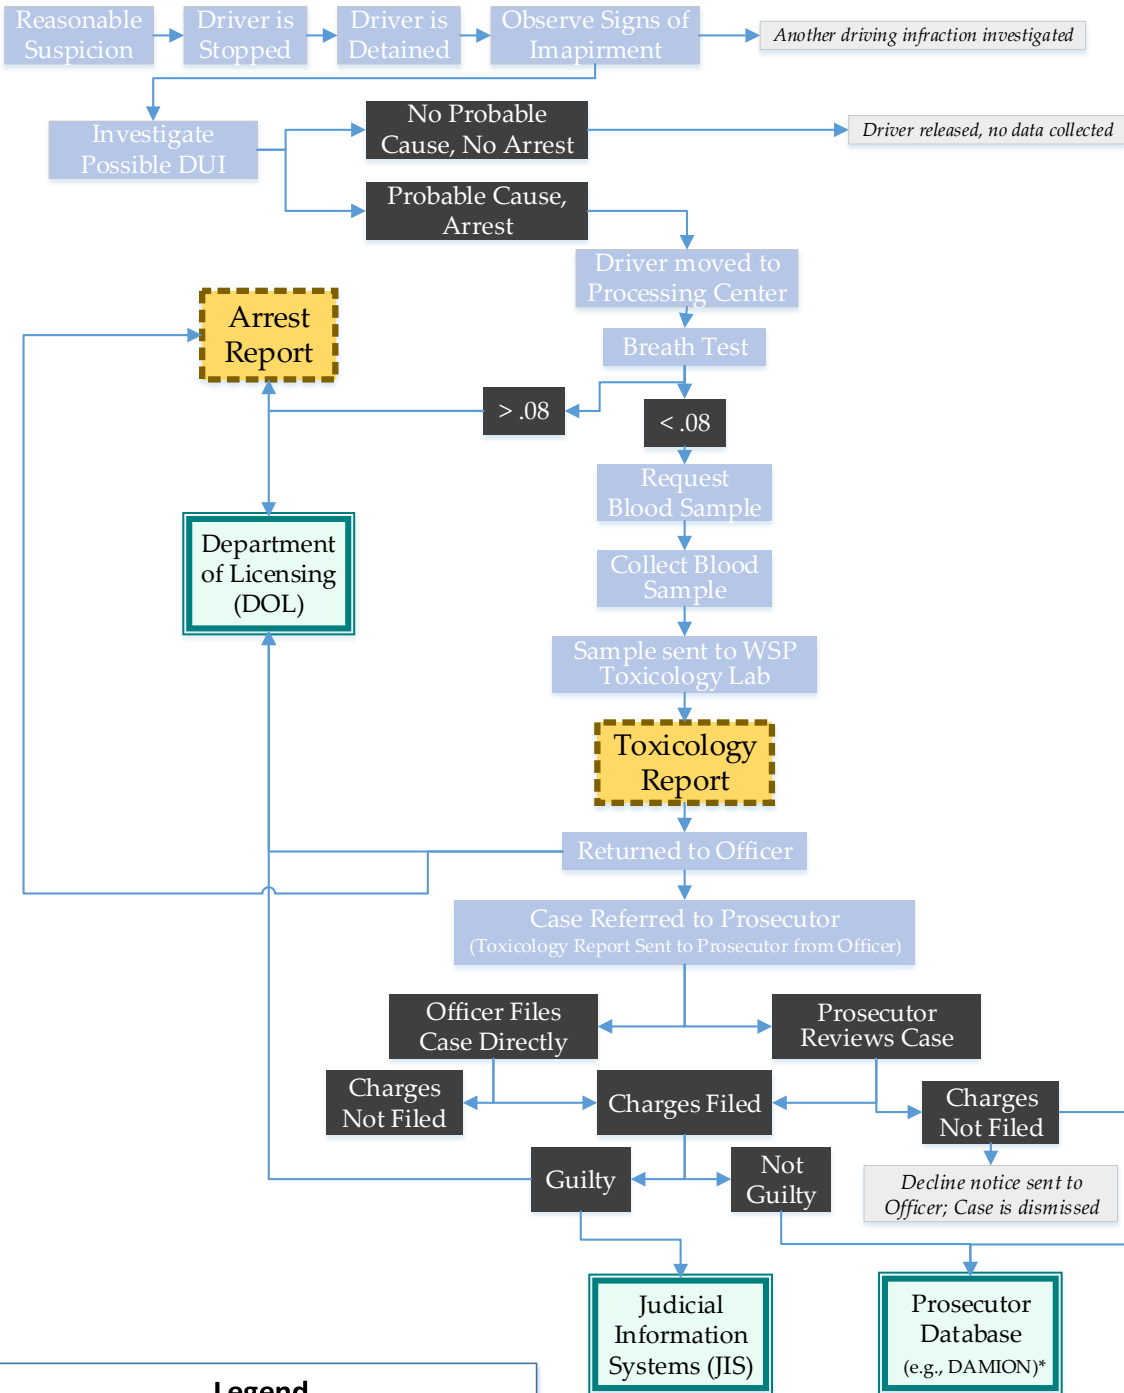 Reasonable
Suspicion
Driver is
Stopped
Driver is
Detained
Observe Signs of
Imapirment
Another driving infraction investigated
Investigate
Possible DUI
No Probable
Cause, No Arrest
Driver released, no data collected
Probable Cause,
Arrest
Driver moved to
Processing Center
Arrest
Report
Breath Test
> .08
< .08
Request
Blood Sample
Department
of Licensing
(DOL)
Collect Blood
Sample
Sample sent to WSP
Toxicology Lab
Toxicology
Report
Returned to Officer
Case Referred to Prosecutor
(Toxicology Report Sent to Prosecutor from Officer)
Officer Files
Case Directly
Prosecutor
Reviews Case
Charges
Not Filed
Charges Filed
Charges
Not Filed
Guilty
Not
Guilty
Decline notice sent to
Officer; Case is dismissed
Judicial
Information
Systems (JIS)
Prosecutor
Database
(e.g., DAMION)*
Legend